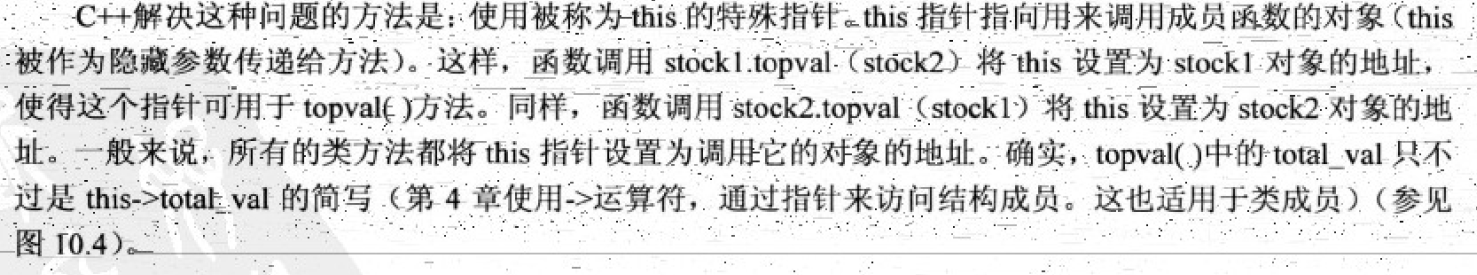 C++解决这种问题的方法是：使用被称为 this 的特殊指针。this 指针指向用来调用成员函数的对象（this
被作为隐藏参数传递给方法）。这样，函数调用 stock1.topval（stock2）将 this 设置为 stock1 对象的地址，
使得这个指针可用于 topval( )方法。同样，函数调用 stock2.topval（stock1）将 this 设置为 stock2 对象的地
址。一般来说，所有的类方法都将 this 指针设置为调用它的对象的地址。确实，topval( )中的 total_val 只不
过是 this->total_val 的简写（第 4 章使用->运算符，通过指针来访问结构成员。这也适用于类成员）（参见
图 10.4）。